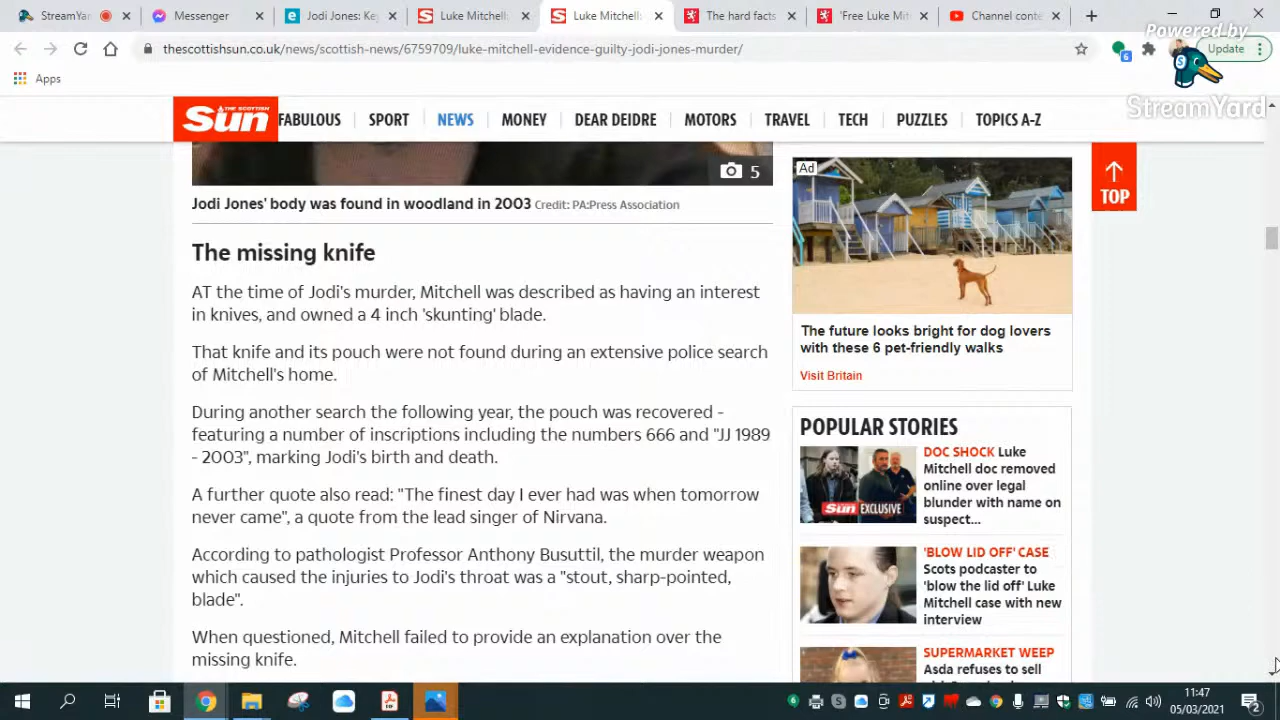 Messenger
Jodi Jones: Key
Luke Mitchell
Luke Mitchell:
The hard facts
'Free Luke Mit
Channel conte
Powered by
thescottishsun.co.uk/news/scottish-news/6759709/luke-mitchell-evidence-guilty-jodi-jones-murder/
6
Update
Apps
StreamYard
THE SCOTTISH
Sun
FABULOUS
SPORT
NEWS
MONEY
DEAR DEIDRE
MOTORS
TRAVEL
TECH
PUZZLES
TOPICS A-Z
5
Ad
TOP
Jodi Jones' body was found in woodland in 2003 Credit: PA:Press Association
The missing knife
AT the time of Jodi's murder, Mitchell was described as having an interest
in knives, and owned a 4 inch 'skunting' blade.
That knife and its pouch were not found during an extensive police search
of Mitchell's home.
During another search the following year, the pouch was recovered -
featuring a number of inscriptions including the numbers 666 and "JJ 1989
- 2003", marking Jodi's birth and death.
A further quote also read: "The finest day I ever had was when tomorrow
never came", a quote from the lead singer of Nirvana.
According to pathologist Professor Anthony Busuttil, the murder weapon
which caused the injuries to Jodi's throat was a "stout, sharp-pointed,
blade".
When questioned, Mitchell failed to provide an explanation over the
missing knife.
The future looks bright for dog lovers
with these 6 pet-friendly walks
Visit Britain
POPULAR STORIES
DOC SHOCK Luke
Mitchell doc removed
online over legal
blunder with name on
suspect...
Sun EXCLUSIVE
'BLOW LID OFF' CASE
Scots podcaster to
'blow the lid off' Luke
Mitchell case with new
interview
SUPERMARKET WEEP
Asda refuses to sell
11:47
05/03/2021
2